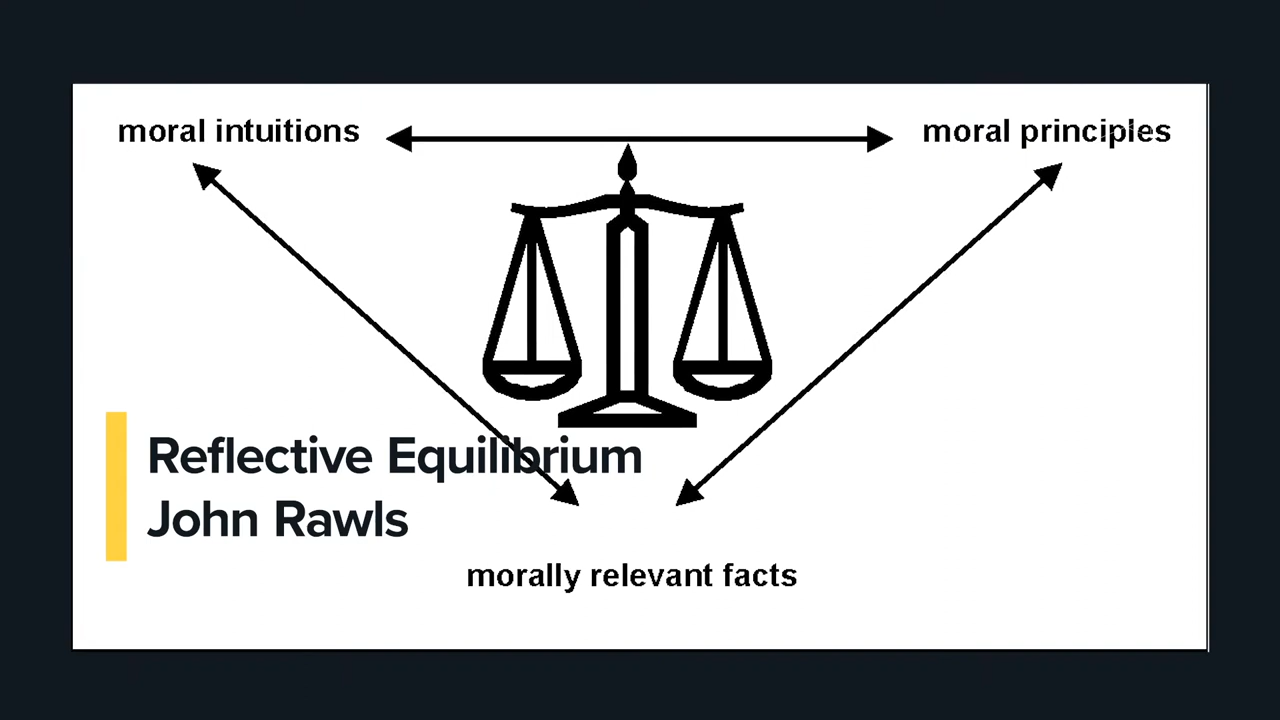 moral intuitions
moral principles
Reflective Equilibrium
John Rawls
morally relevant facts